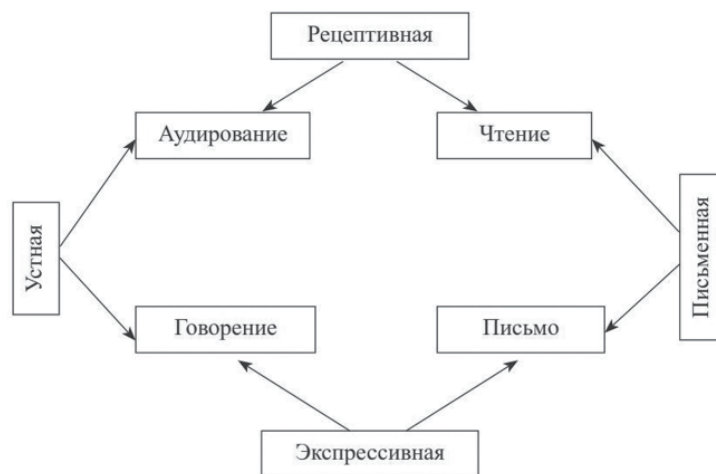 Рецептивная
Аудирование
Чтение
Устная
Письменная
Говорение
Письмо
Экспрессивная